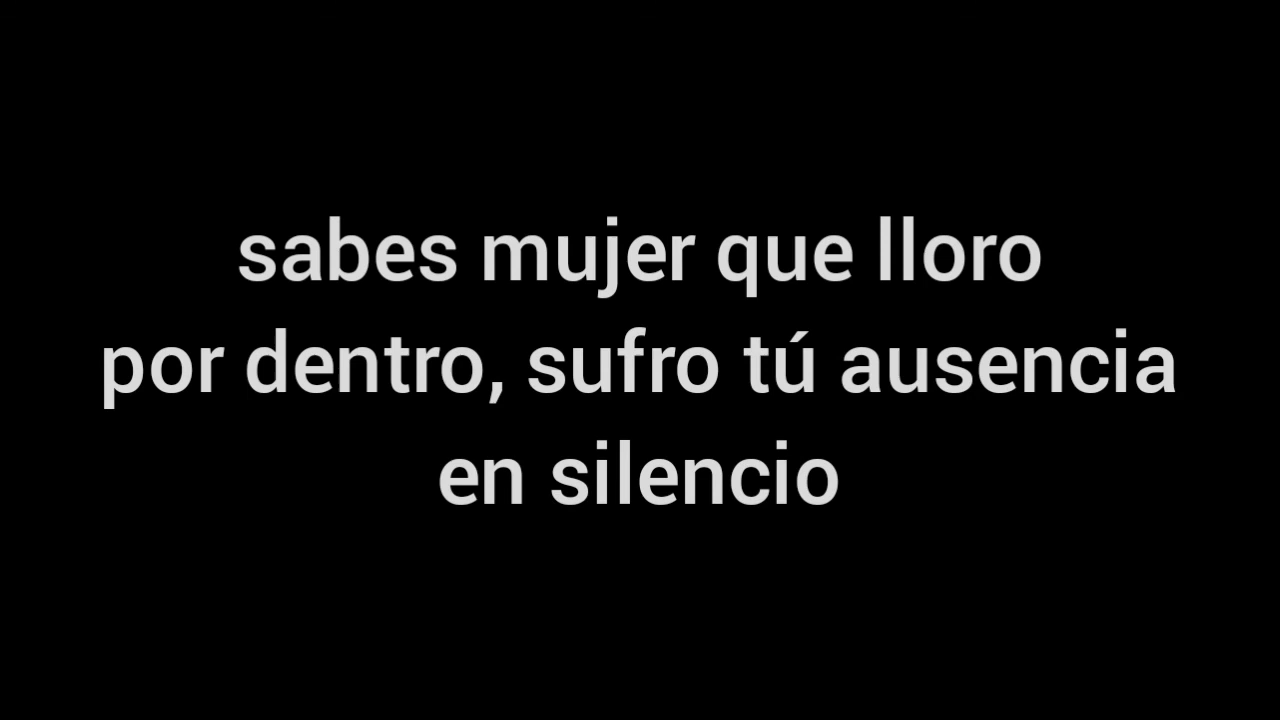 sabes mujer que lloro
por dentro, sufro tú ausencia
en silencio